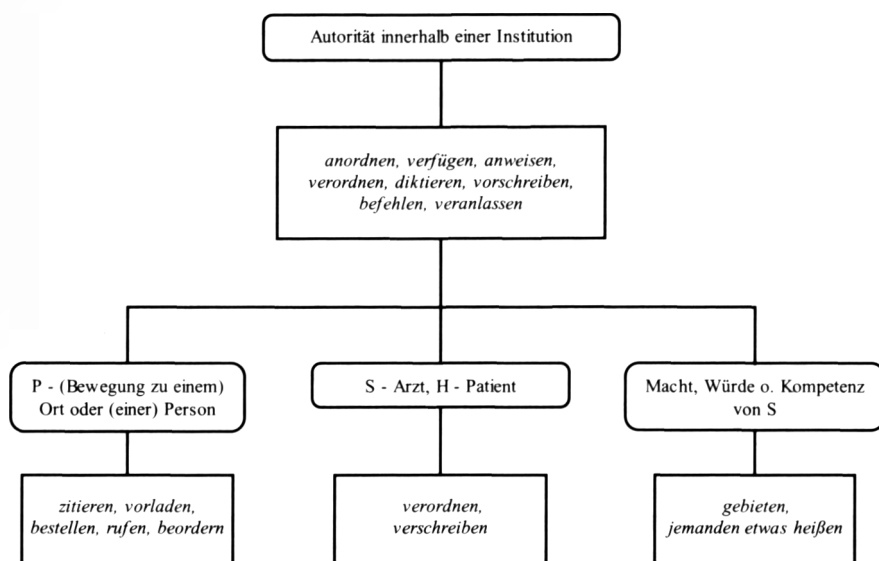 Autorität innerhalb einer Institution
anordnen, verfügen, anweisen,
verordnen, diktieren, vorschreiben,
befehlen, veranlassen
P - (Bewegung zu einem)
Ort oder (einer) Person
zitieren, vorladen,
bestellen, rufen, beordern
S - Arzt, H - Patient
verordnen,
verschreiben
Macht, Würde o. Kompetenz
von S
gebieten,
jemanden etwas heißen